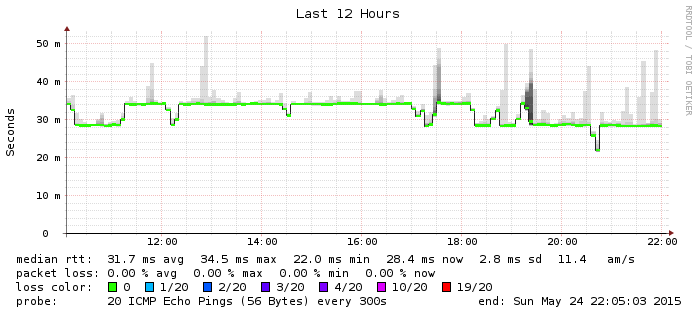 Last 12 Hours
RRDTOOL / TOBI OETIKER
Seconds
50 m
40 m
30 m
20 m
10 m
0
12:00 14:00 16:00 18:00 20:00 22:00
median rtt: 31.7 ms avg 34.5 ms max 22.0 ms min 28.4 ms now 2.8 ms sd 11.4 am/s
packet loss: 0.00 % avg 0.00 % max 0.00 % min 0.00 % now
loss color: 0 1/20 2/20 3/20 4/20 10/20 19/20
probe: 20 ICMP Echo Pings (56 Bytes) every 300s end: Sun May 24 22:05:03 2015